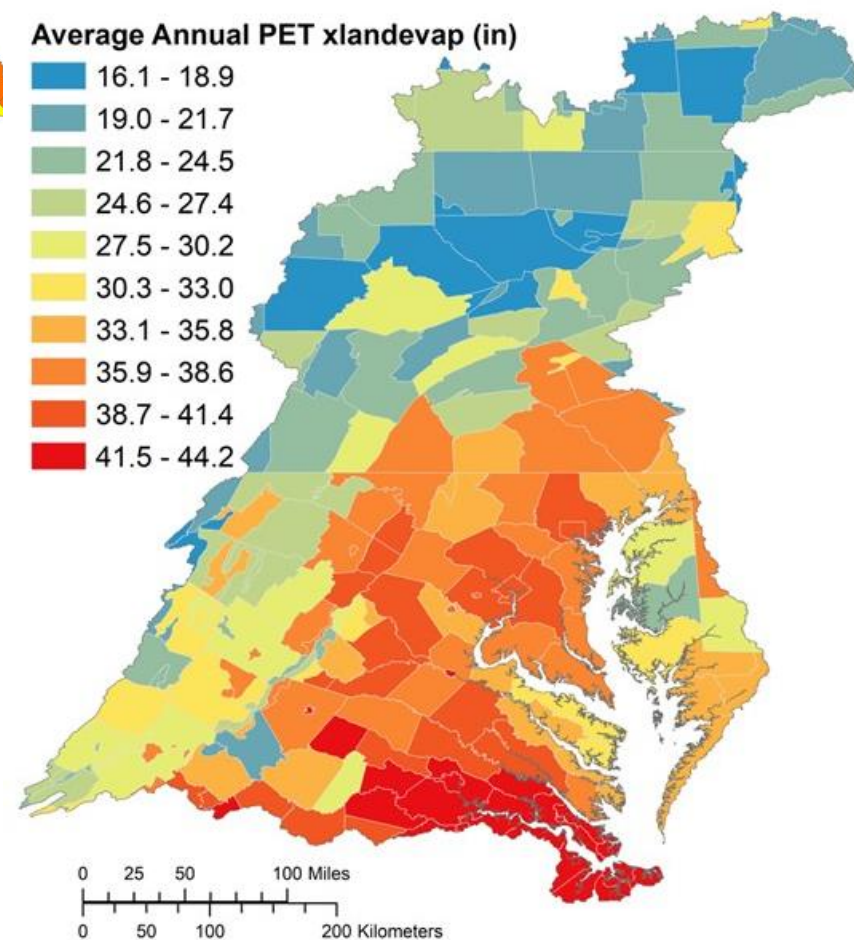 Average Annual PET xlandevap (in)
16.1 - 18.9
19.0 - 21.7
21.8 - 24.5
24.6 - 27.4
27.5 - 30.2
30.3 - 33.0
33.1 - 35.8
35.9 - 38.6
38.7 - 41.4
41.5 - 44.2
0 25 50 100 Miles
0 50 100 200 Kilometers